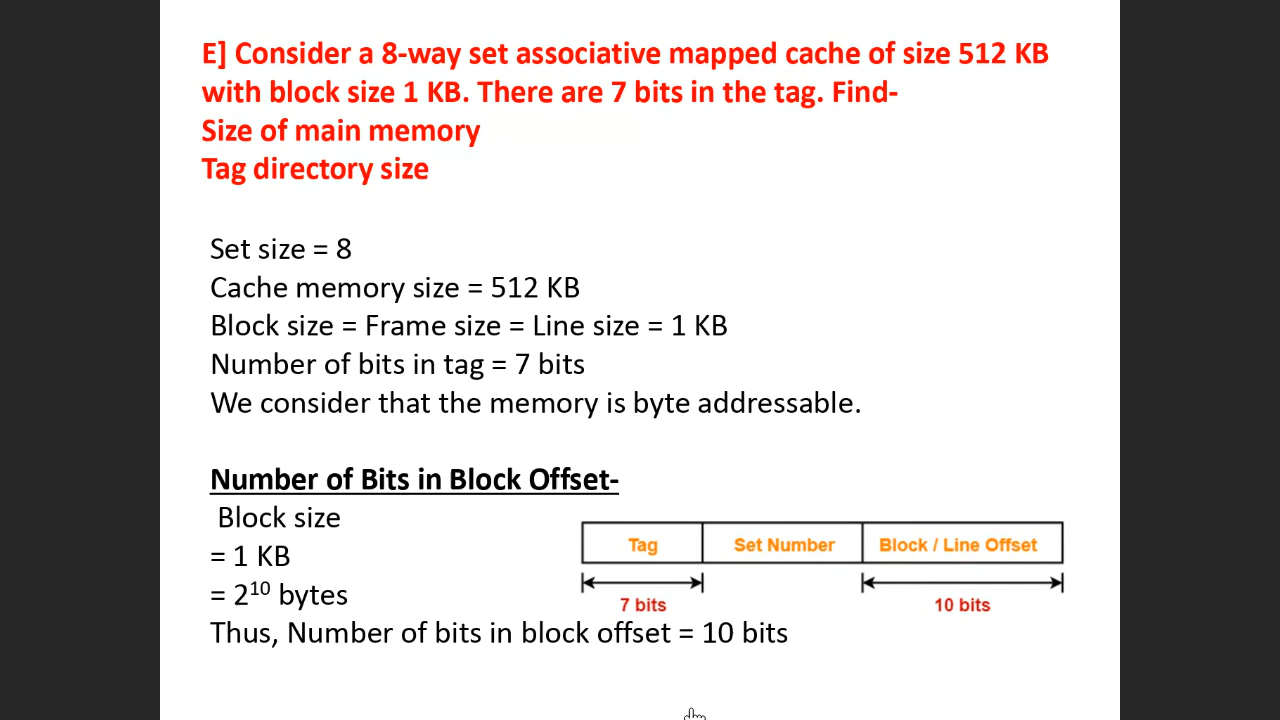 E] Consider a 8-way set associative mapped cache of size 512 KB
with block size 1 KB. There are 7 bits in the tag. Find-
Size of main memory
Tag directory size
Set size = 8
Cache memory size = 512 KB
Block size = Frame size = Line size = 1 KB
Number of bits in tag = 7 bits
We consider that the memory is byte addressable.
Number of Bits in Block Offset-
Block size
= 1 KB
= 2¹⁰ bytes
Thus, Number of bits in block offset = 10 bits
Tag Set Number Block / Line Offset
7 bits 10 bits